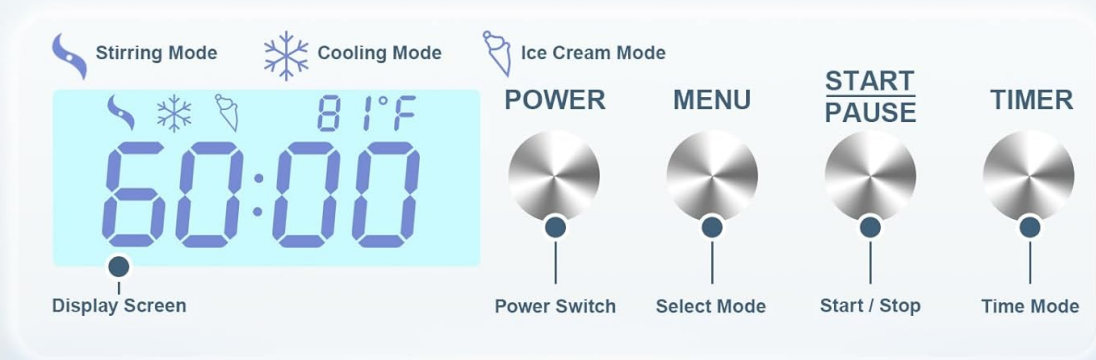 Stirring Mode
Cooling Mode
Ice Cream Mode
81°F
60:00
POWER
MENU
START
PAUSE
TIMER
Display Screen
Power Switch
Select Mode
Start / Stop
Time Mode